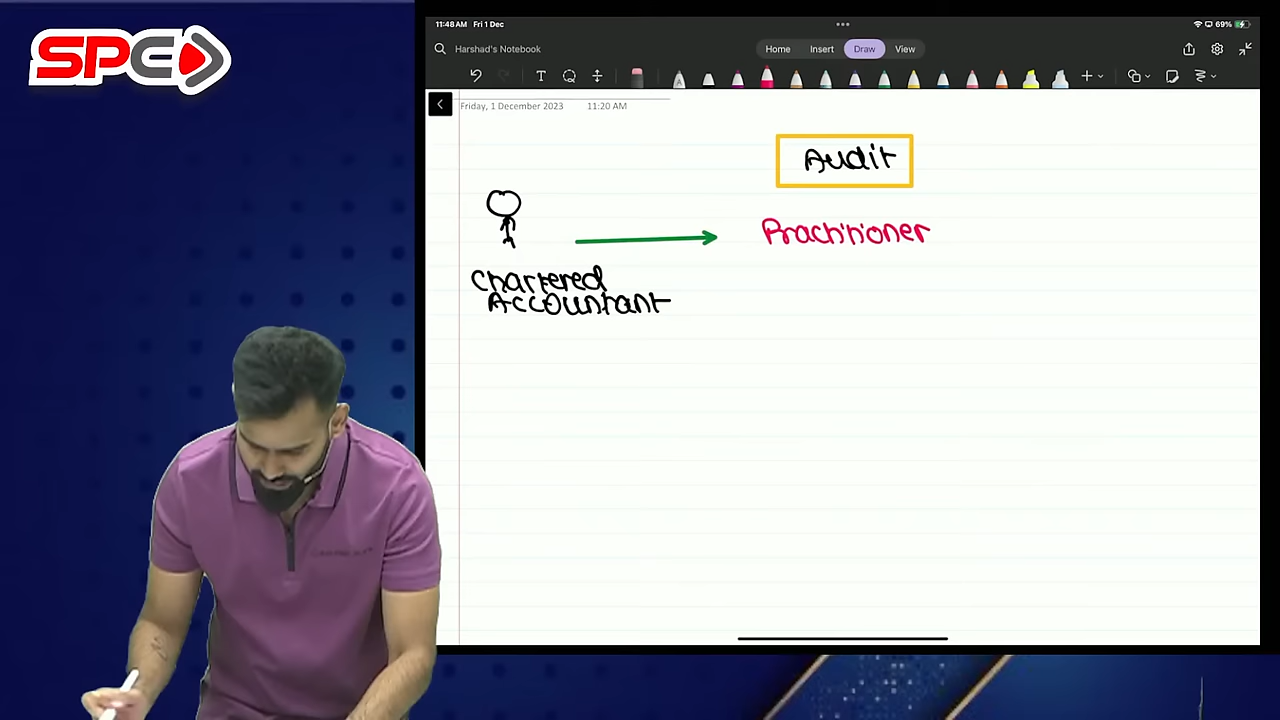 SPC
11:48 AM Fri 1 Dec
69%
Harshad's Notebook
Home Insert Draw View
T
A
Friday, 1 December 2023 11:20 AM
Audit
Practitioner
Chartered
Accountant